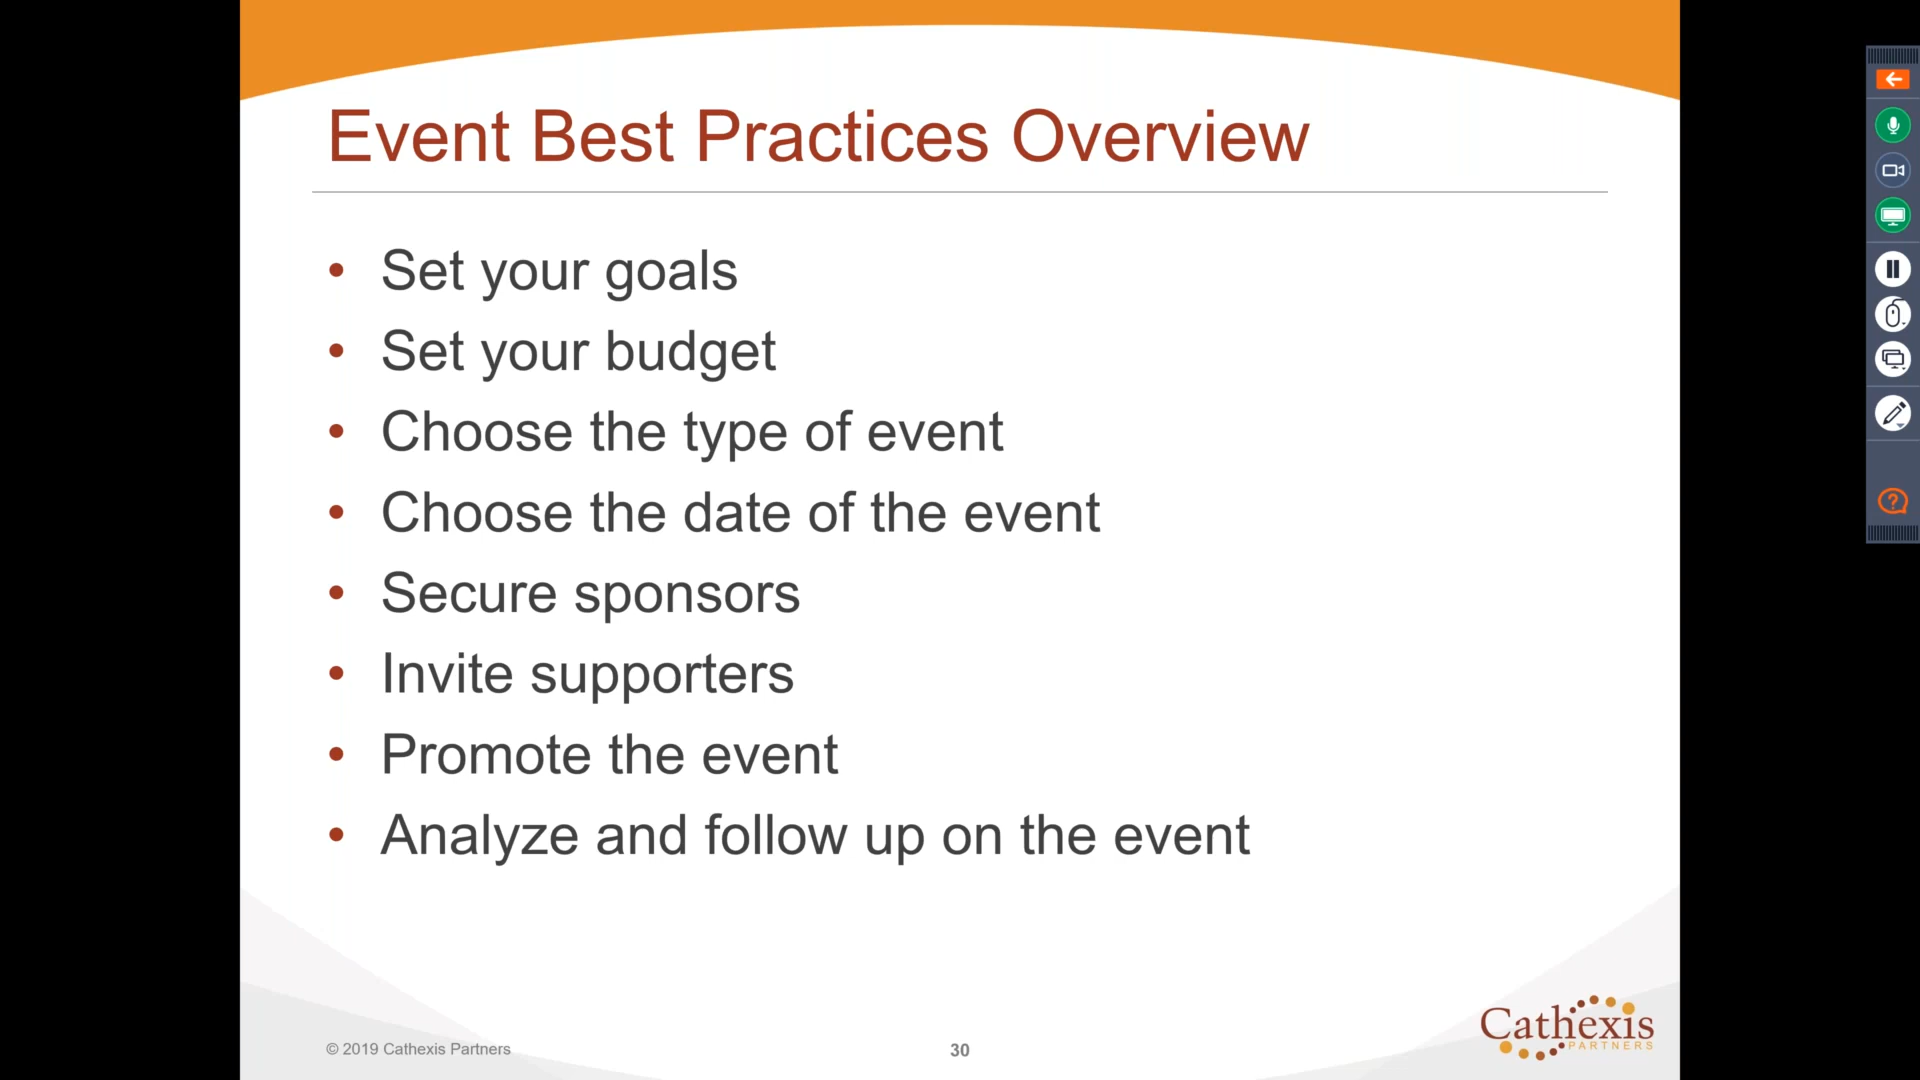 Event Best Practices Overview
• Set your goals
• Set your budget
• Choose the type of event
• Choose the date of the event
• Secure sponsors
• Invite supporters
• Promote the event
• Analyze and follow up on the event
© 2019 Cathexis Partners
30
Cathexis
PARTNERS